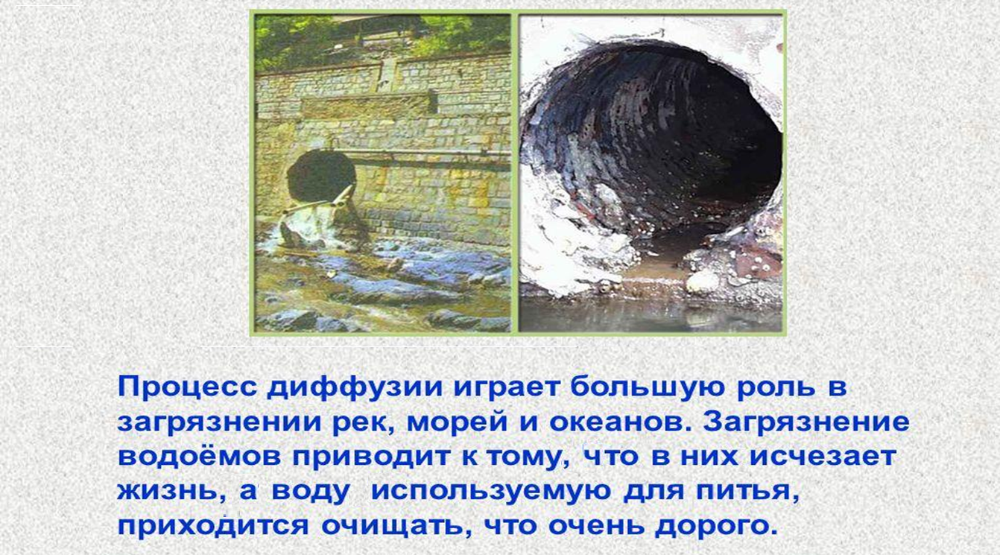 Процесс диффузии играет большую роль в
загрязнении рек, морей и океанов. Загрязнение
водоёмов приводит к тому, что в них исчезает
жизнь, а воду используемую для питья,
приходится очищать, что очень дорого.